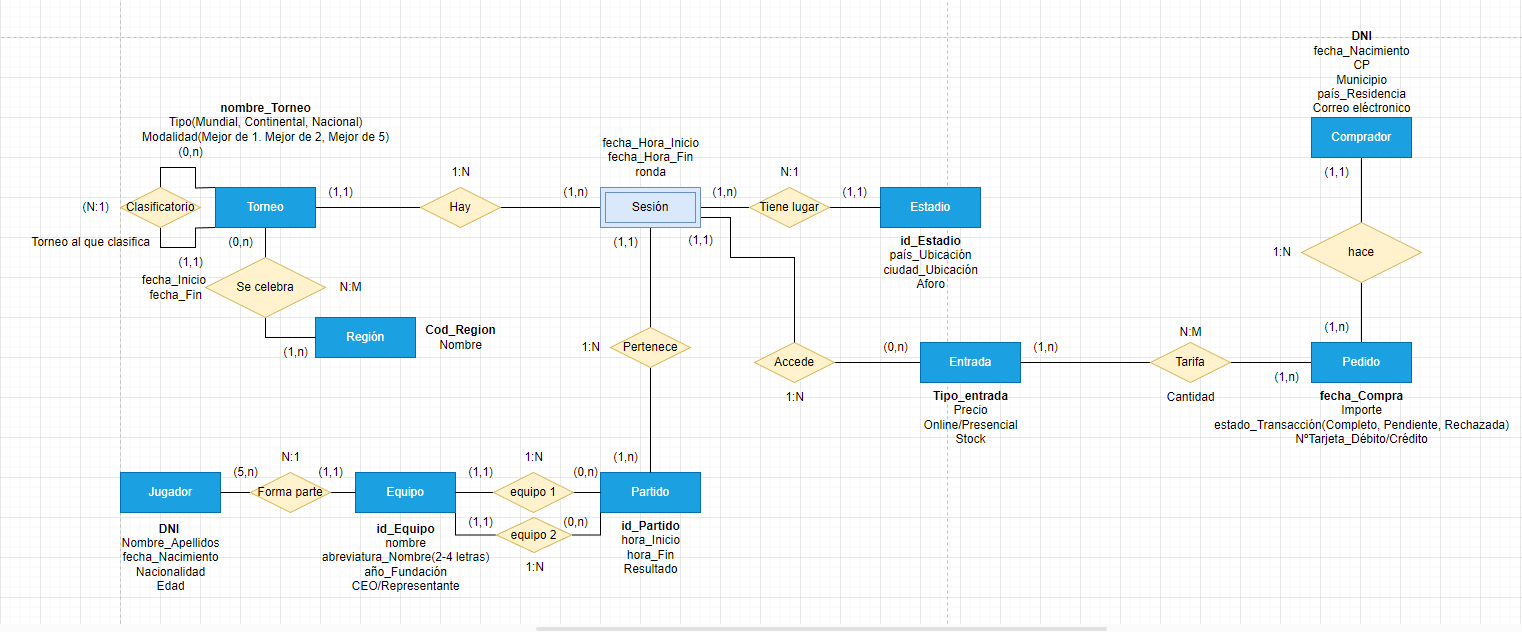 DNI
fecha_Nacimiento
CP
Municipio
país_Residencia
Correo eléctronico
Comprador
(1,1)
nombre_Torneo
Tipo(Mundial, Continental, Nacional)
Modalidad(Mejor de 1. Mejor de 2, Mejor de 5)
(0,n)
(N:1)
Clasificatorio
Torneo
(1,1)
1:N
Hay
(1,n)
fecha_Hora_Inicio
fecha_Hora_Fin
ronda
Sesión
(1,n)
N:1
Tiene lugar
(1,1)
Estadio
id_Estadio
país_Ubicación
ciudad_Ubicación
Aforo
Torneo al que clasifica
(0,n)
(1,1)
(1,1)
(1,1)
1:N
hace
fecha_Inicio
fecha_Fin
Se celebra
N:M
Región
Cod_Region
Nombre
(1,n)
1:N
Pertenece
Accede
1:N
(0,n)
Entrada
(1,n)
Tipo_entrada
Precio
Online/Presencial
Stock
N:M
Tarifa
Cantidad
(1,n)
(1,n)
Pedido
fecha_Compra
Importe
estado_Transacción(Completo, Pendiente, Rechazada)
NºTarjeta_Débito/Crédito
Jugador
(5,n)
N:1
Forma parte
(1,1)
Equipo
(1,1)
1:N
equipo 1
(0,n)
(1,n)
Partido
(1,1)
equipo 2
(0,n)
1:N
DNI
Nombre_Apellidos
fecha_Nacimiento
Nacionalidad
Edad
id_Equipo
nombre
abreviatura_Nombre(2-4 letras)
año_Fundación
CEO/Representante
id_Partido
hora_Inicio
hora_Fin
Resultado